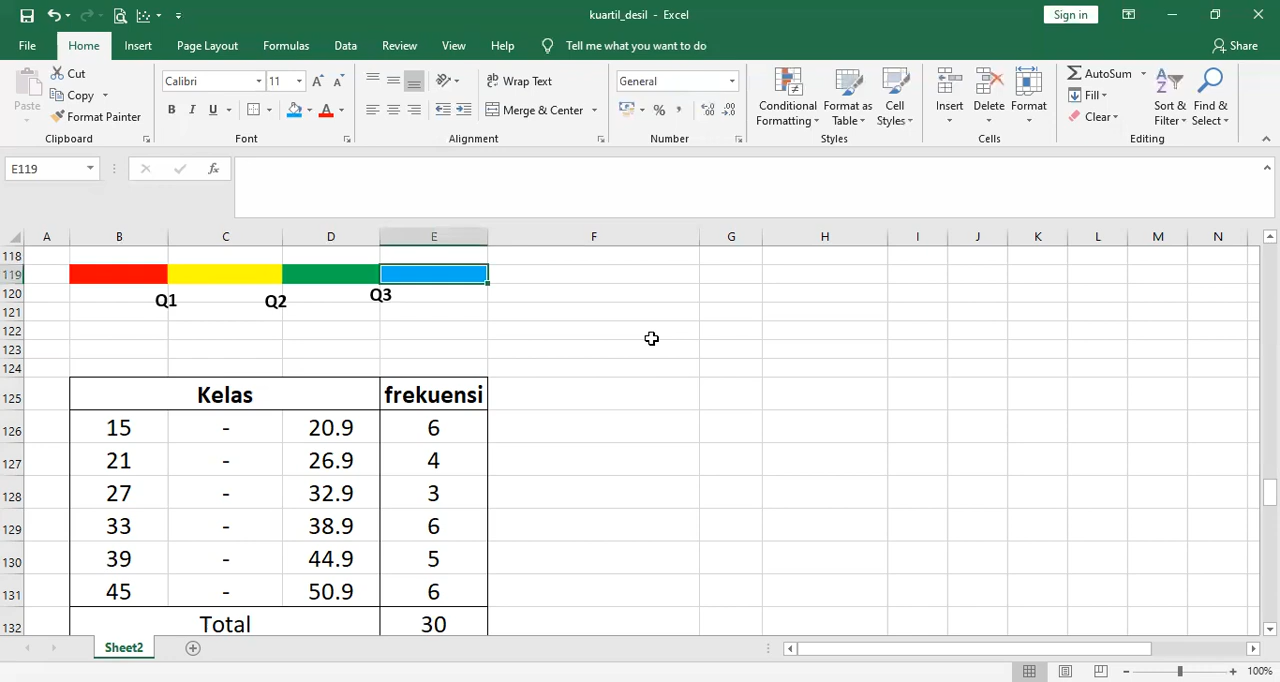 kuartil_desil - Excel
Sign in
File Home Insert Page Layout Formulas Data Review View Help Tell me what you want to do Share
Paste Cut Copy Format Painter
Calibri 11 A A
B I U A
Wrap Text
Merge & Center
General
%
Conditional Formatting Format as Table Cell Styles
Insert Delete Format
AutoSum Fill Clear
Sort & Filter Find & Select
Clipboard Font Alignment Number Styles Cells Editing
E119 fx
A B C D E F G H I J K L M N
118
119
120 Q1 Q2 Q3
121
122
123
124
125 Kelas frekuensi
126 15 - 20.9 6
127 21 - 26.9 4
128 27 - 32.9 3
129 33 - 38.9 6
130 39 - 44.9 5
131 45 - 50.9 6
132 Total 30
Sheet2
100%